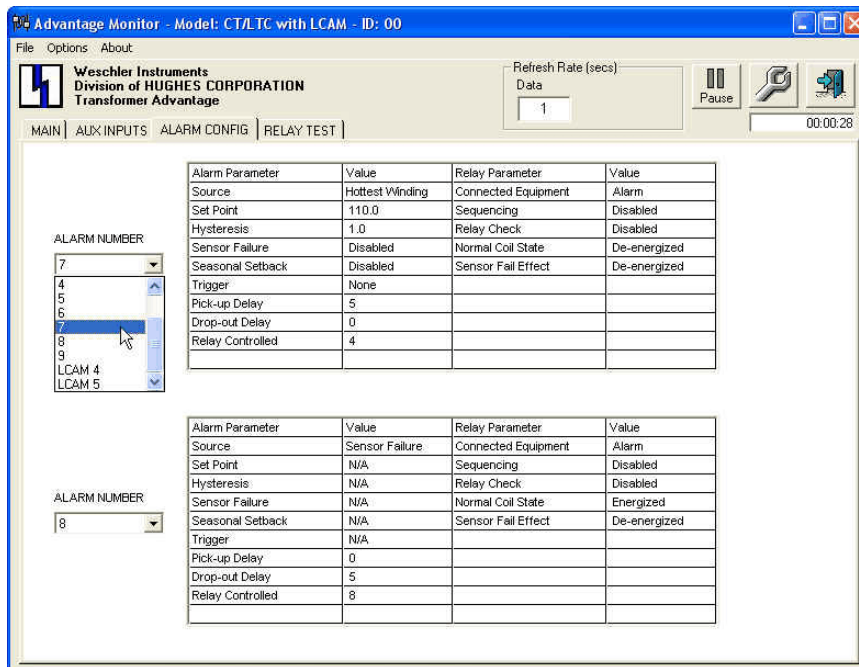 Advantage Monitor - Model: CT/LTC with LCAM - ID: 00
File Options About
Weschler Instruments
Division of HUGHES CORPORATION
Transformer Advantage
Refresh Rate (secs)
Data
1
Pause
00:00:28
MAIN AUX INPUTS ALARM CONFIG RELAY TEST
ALARM NUMBER
7
4
5
6
7
8
9
LCAM 4
LCAM 5
Alarm Parameter Value Relay Parameter Value
Source Hottest Winding Connected Equipment Alarm
Set Point 110.0 Sequencing Disabled
Hysteresis 1.0 Relay Check Disabled
Sensor Failure Disabled Normal Coil State De-energized
Seasonal Setback Disabled Sensor Fail Effect De-energized
Trigger None
Pick-up Delay 5
Drop-out Delay 0
Relay Controlled 4
ALARM NUMBER
8
Alarm Parameter Value Relay Parameter Value
Source Sensor Failure Connected Equipment Alarm
Set Point N/A Sequencing Disabled
Hysteresis N/A Relay Check Disabled
Sensor Failure N/A Normal Coil State Energized
Seasonal Setback N/A Sensor Fail Effect De-energized
Trigger N/A
Pick-up Delay 0
Drop-out Delay 5
Relay Controlled 8